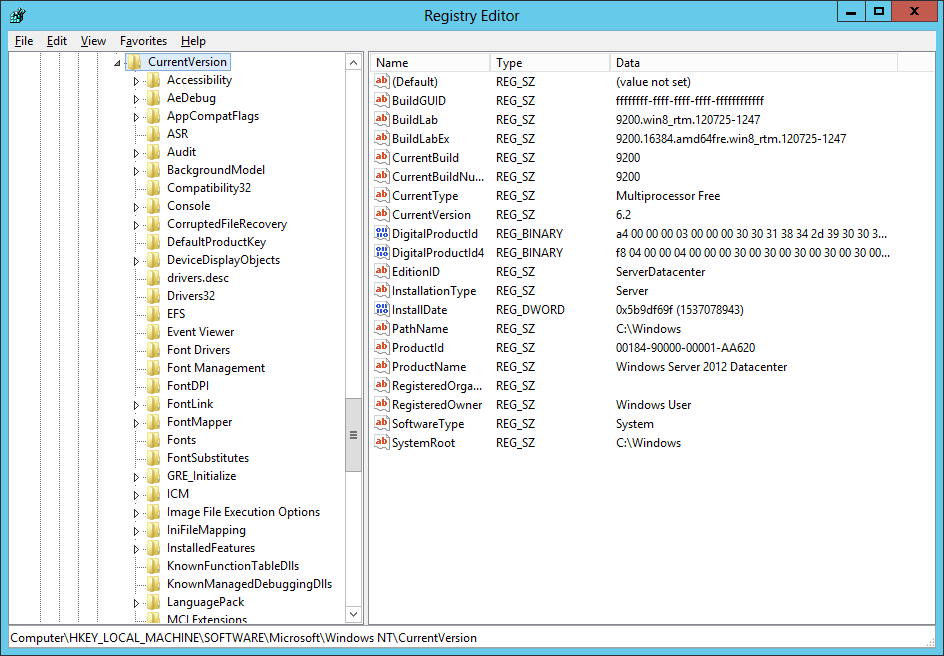 Registry Editor
File Edit View Favorites Help
CurrentVersion
Accessibility
AeDebug
AppCompatFlags
ASR
Audit
BackgroundModel
Compatibility32
Console
CorruptedFileRecovery
DefaultProductKey
DeviceDisplayObjects
drivers.desc
Drivers32
EFS
Event Viewer
Font Drivers
Font Management
FontDPI
FontLink
FontMapper
Fonts
FontSubstitutes
GRE_Initialize
ICM
Image File Execution Options
IniFileMapping
InstalledFeatures
KnownFunctionTableDlls
KnownManagedDebuggingDlls
LanguagePack
MCI Extensions
Name Type Data
(Default) REG_SZ (value not set)
BuildGUID REG_SZ ffffffff-ffff-ffff-ffff-ffffffffffff
BuildLab REG_SZ 9200.win8_rtm.120725-1247
BuildLabEx REG_SZ 9200.16384.amd64fre.win8_rtm.120725-1247
CurrentBuild REG_SZ 9200
CurrentBuildNu... REG_SZ 9200
CurrentType REG_SZ Multiprocessor Free
CurrentVersion REG_SZ 6.2
DigitalProductId REG_BINARY a4 00 00 00 03 00 00 00 30 30 31 38 34 2d 39 30 30 3...
DigitalProductId4 REG_BINARY f8 04 00 00 04 00 00 00 30 00 30 00 30 00 30 00 30 00...
EditionID REG_SZ ServerDatacenter
InstallationType REG_SZ Server
InstallDate REG_DWORD 0x5b9df69f (1537078943)
PathName REG_SZ C:\Windows
ProductId REG_SZ 00184-90000-00001-AA620
ProductName REG_SZ Windows Server 2012 Datacenter
RegisteredOrga... REG_SZ
RegisteredOwner REG_SZ Windows User
SoftwareType REG_SZ System
SystemRoot REG_SZ C:\Windows
Computer\HKEY_LOCAL_MACHINE\SOFTWARE\Microsoft\Windows NT\CurrentVersion